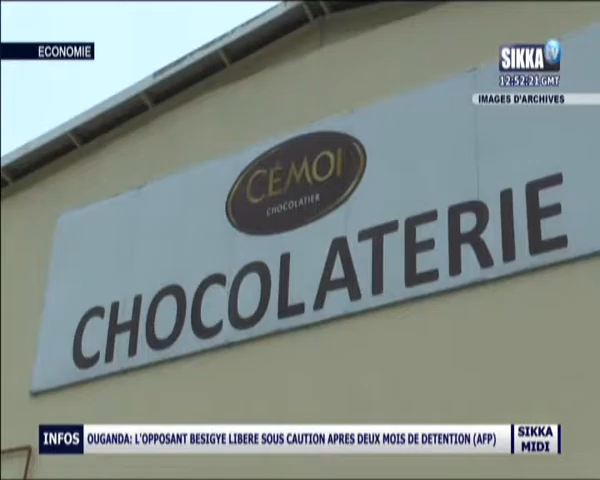 ECONOMIE
SIKKA TV
12:52:21 GMT
IMAGES D'ARCHIVES
CÉMOI
CHOCOLATIER
CHOCOLATERIE
INFOS
OUGANDA: L'OPPOSANT BESIGYE LIBERE SOUS CAUTION APRES DEUX MOIS DE DETENTION (AFP)
SIKKA
MIDI